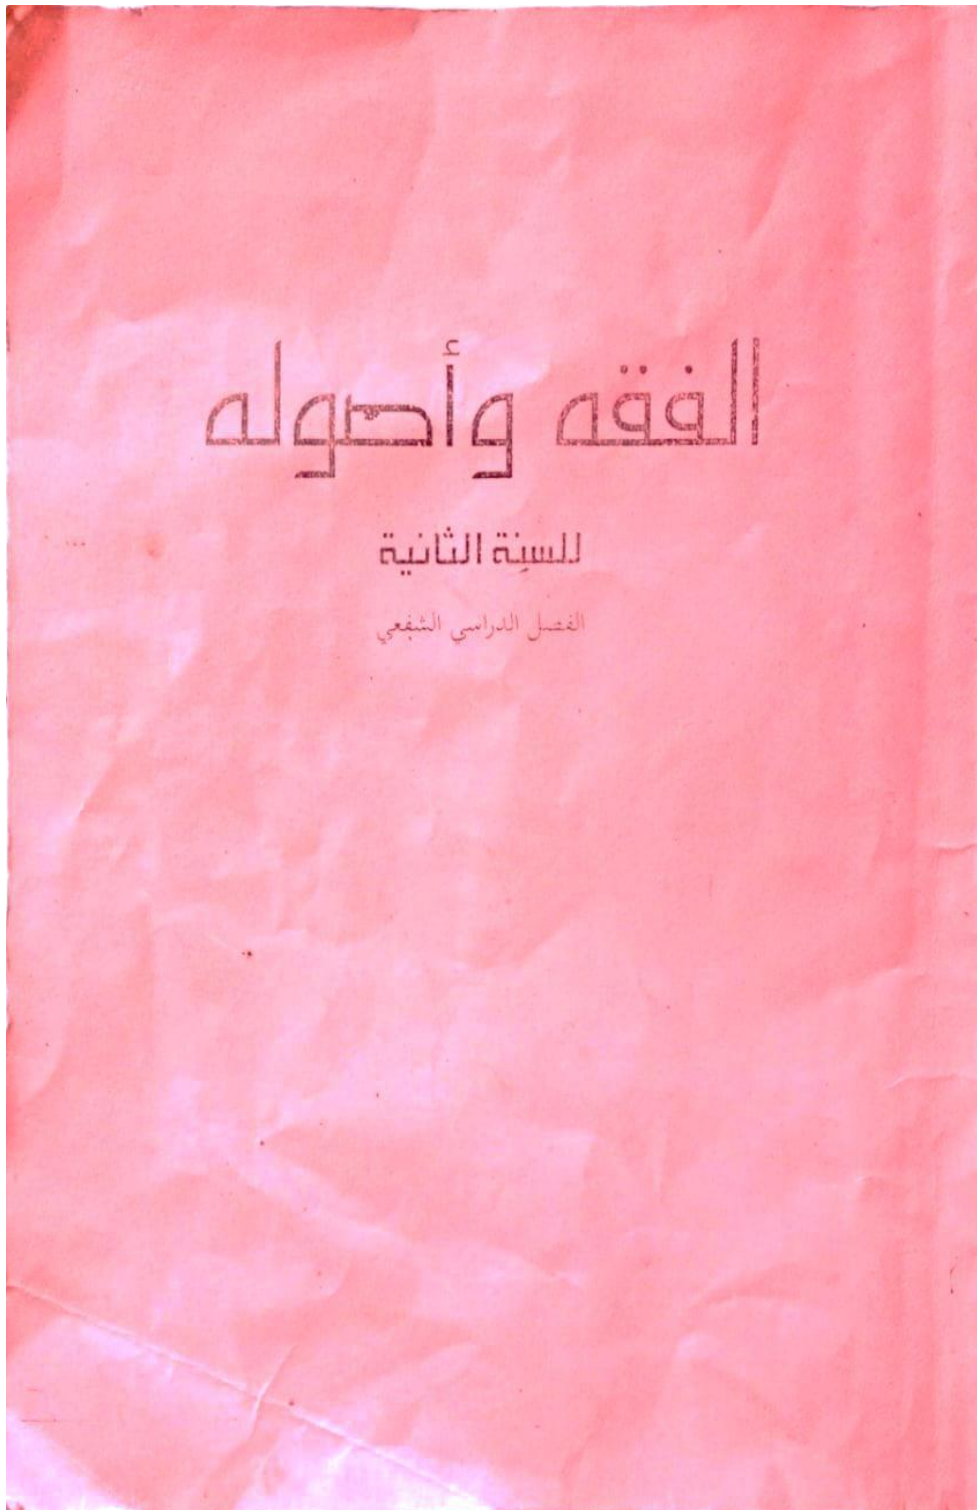 الفقه وأصوله
للسنة الثانية
الفصل الدراسي الشفعي